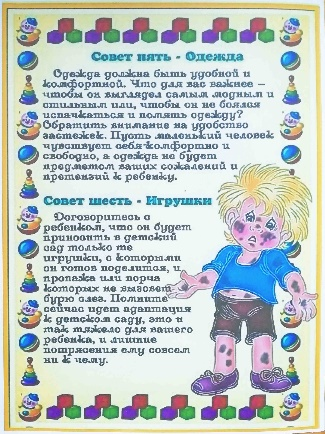 Совет пять - Одежда
Одежда должна быть удобной и
комфортной. Что для вас важнее –
чтобы он выглядел самым модным и
стильным или, чтобы он не боялся
испачкаться и помять одежду?
Обратить внимание на удобство
застежек. Пусть маленький человек
чувствует себя комфортно и
свободно, а одежда не будет
предметом ваших сожалений и
претензий к ребенку.
Совет шесть - Игрушки
Договоритесь с
ребенком, что он будет
приносить в детский
сад только те
игрушки, с которыми
он готов поделится, и
пропажа или порча
которых не вызовет
бурю слез. Помните
сейчас идет адаптация
к детском саду, это и
так тяжело для вашего
ребенка, и лишние
потрясения ему совсем
ни к чему.